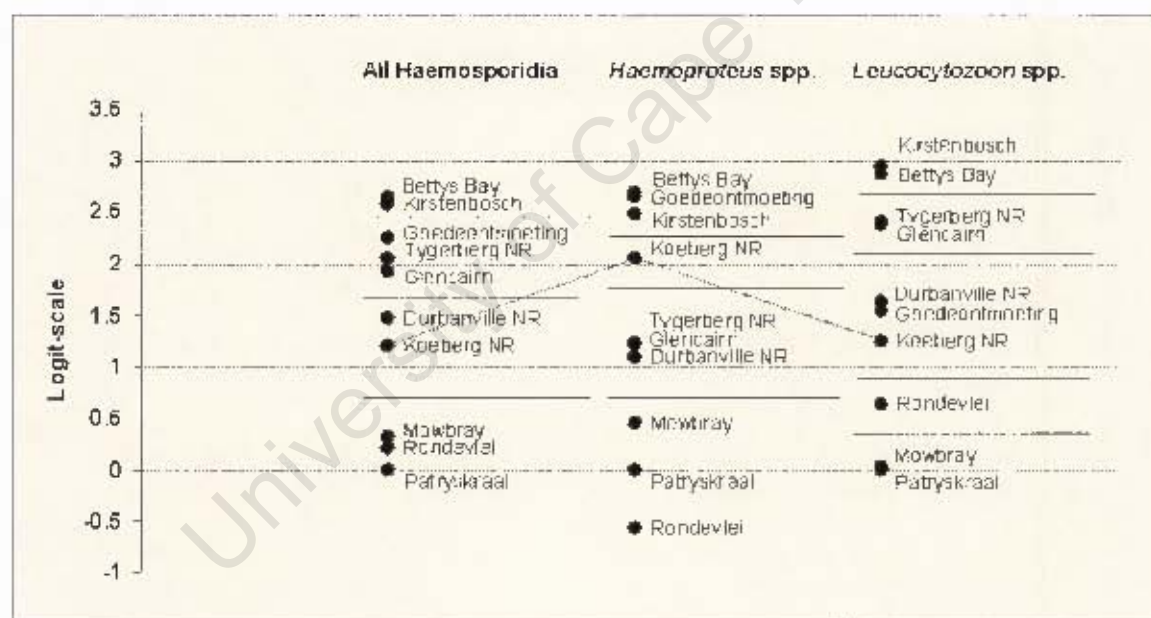 All Haemosporidia
Haemoproteus spp.
Leucocytozoon spp.
Logit-scale
3.5
3
2.5
2
1.5
1
0.5
0
-0.5
-1
Bettys Bay
Kirstenbosch
Goedeontmoeting
Tygerberg NR
Glencairn
Durbanville NR
Koeberg NR
Mowbray
Rondevlei
Patryskraal
Bettys Bay
Goedeontmoeting
Kirstenbosch
Koeberg NR
Tygerberg NR
Glencairn
Durbanville NR
Mowbray
Patryskraal
Rondevlei
Kirstenbosch
Bettys Bay
Tygerberg NR
Glencairn
Durbanville NR
Goedeontmoeting
Koeberg NR
Rondevlei
Mowbray
Patryskraal
University of Cape